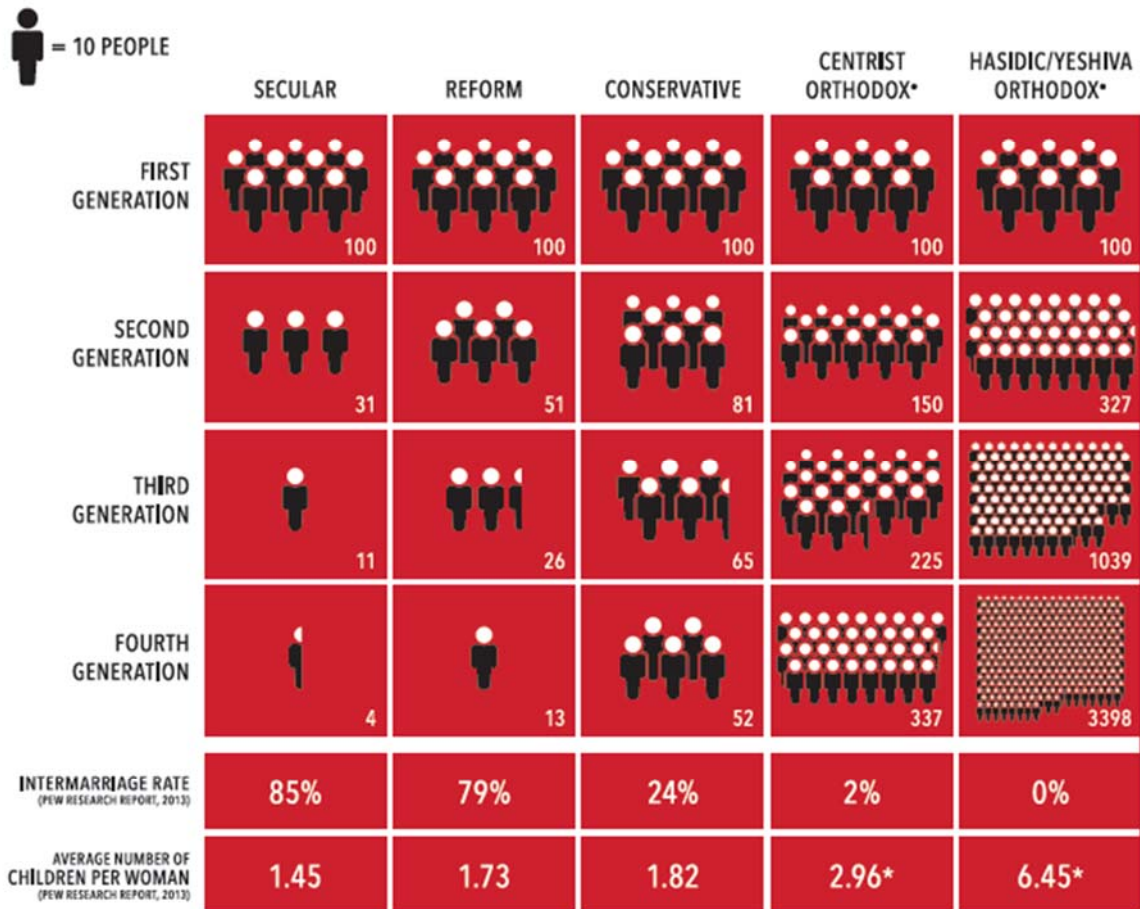 = 10 PEOPLE
SECULAR
REFORM
CONSERVATIVE
CENTRIST
ORTHODOX*
HASIDIC/YESHIVA
ORTHODOX*
FIRST
GENERATION
100
100
100
100
100
SECOND
GENERATION
31
51
81
150
327
THIRD
GENERATION
11
26
65
225
1039
FOURTH
GENERATION
4
13
52
337
3398
INTERMARRIAGE RATE
(PEW RESEARCH REPORT, 2013)
85%
79%
24%
2%
0%
AVERAGE NUMBER OF
CHILDREN PER WOMAN
(PEW RESEARCH REPORT, 2013)
1.45
1.73
1.82
2.96*
6.45*